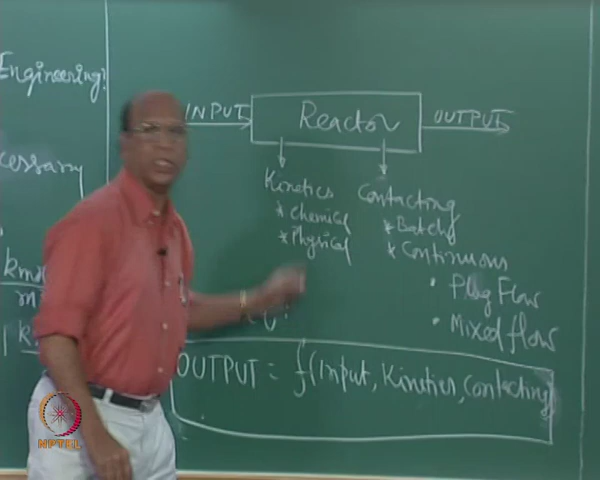 Engineering?
cessary
INPUT
Reactor
OUTPUT
Kinetics
* Chemical
* Physical
Contacting
* Batch
* Continuous
• Plug Flow
• Mixed flow
OUTPUT = f(Input, Kinetics, Contacting)
NPTEL